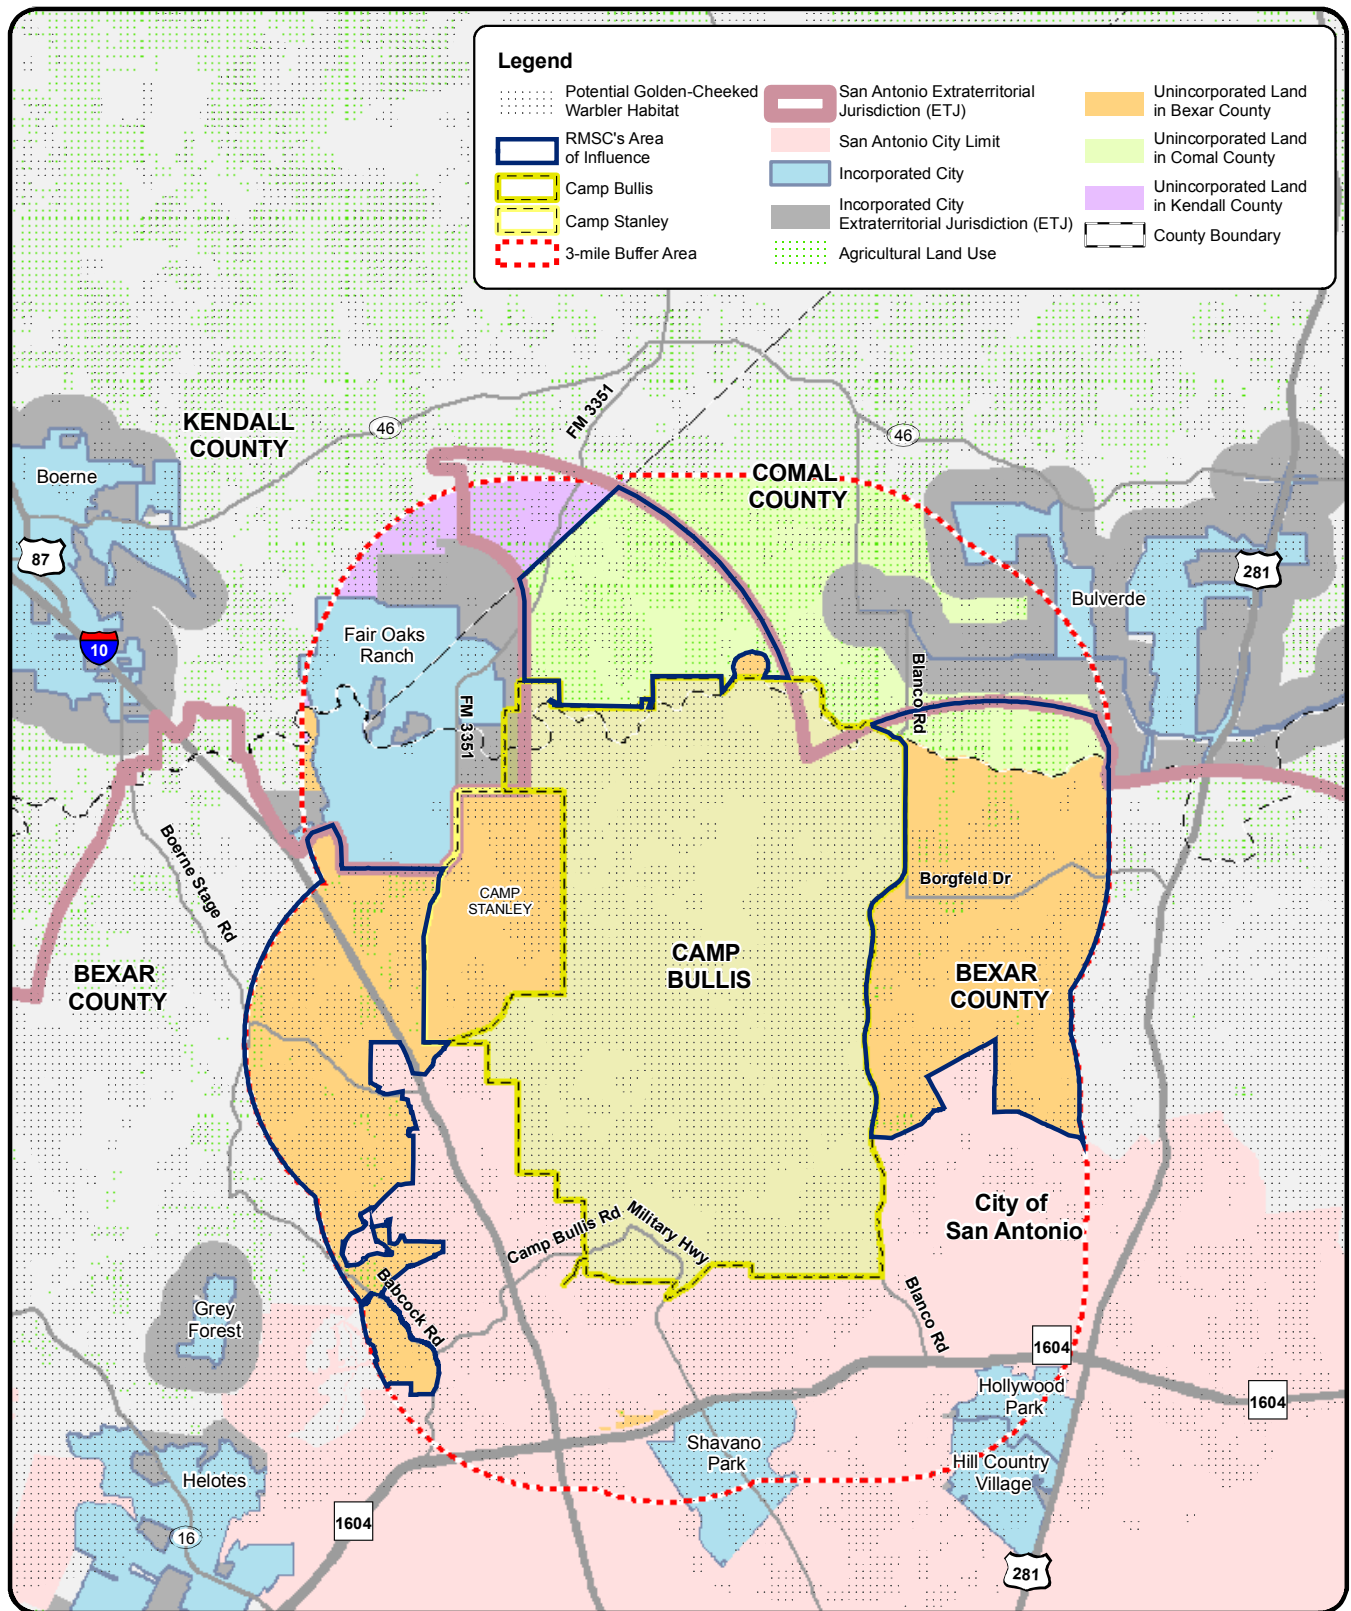 Legend
Potential Golden-Cheeked
Warbler Habitat
RMSC's Area
of Influence
Camp Bullis
Camp Stanley
3-mile Buffer Area
San Antonio Extraterritorial
Jurisdiction (ETJ)
San Antonio City Limit
Incorporated City
Incorporated City
Extraterritorial Jurisdiction (ETJ)
Agricultural Land Use
Unincorporated Land
in Bexar County
Unincorporated Land
in Comal County
Unincorporated Land
in Kendall County
County Boundary
FM 3351
KENDALL
COUNTY
46
46
Boerne
COMAL
COUNTY
87
281
Bulverde
Fair Oaks
Ranch
10
Blanco Rd
FM 3351
Boerne Stage Rd
Borgfeld Dr
CAMP
STANLEY
CAMP
BULLIS
BEXAR
COUNTY
BEXAR
COUNTY
City of
San Antonio
Camp Bullis Rd
Military Hwy
Babcock Rd
Blanco Rd
Grey
Forest
1604
Hollywood
Park
1604
Shavano
Park
Hill Country
Village
Helotes
1604
16
281